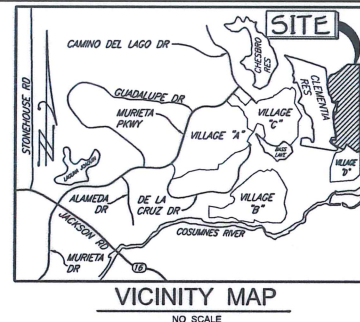 SITE
CAMINO DEL LAGO DR
CHESBRO
RES
CLEMENTIA
RES
STONEHOUSE RD
GUADALUPE DR
MURIETA
PKWY
VILLAGE "A"
VILLAGE
"C"
BASS
LAKE
VILLAGE
"D"
LAGUNA JOAQUIN
ALAMEDA
DR
DE LA
CRUZ DR
VILLAGE
"B"
JACKSON RD
COSUMNES RIVER
MURIETA
DR
16
VICINITY MAP
NO SCALE